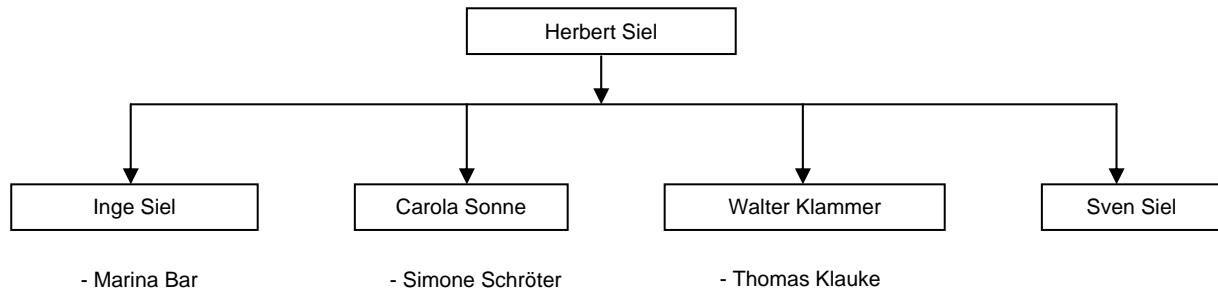 Herbert Siel
Inge Siel
Carola Sonne
Walter Klammer
Sven Siel
- Marina Bar
- Simone Schröter
- Thomas Klauke